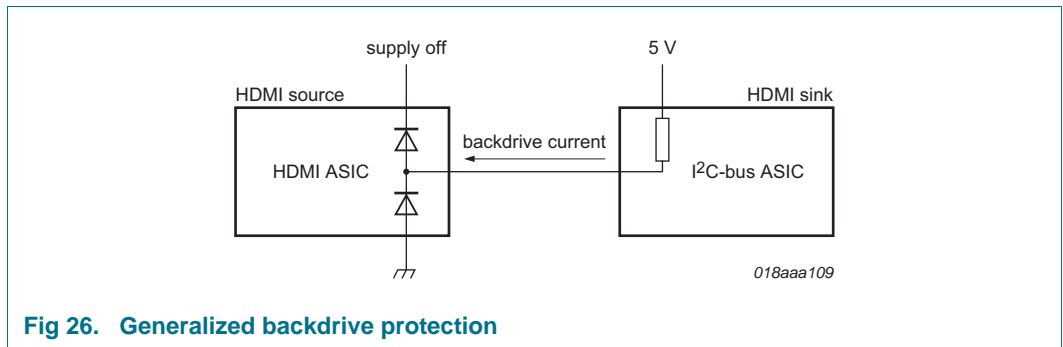 supply off
5 V
HDMI source
HDMI sink
backdrive current
HDMI ASIC
I2C-bus ASIC
018aaa109
Fig 26. Generalized backdrive protection